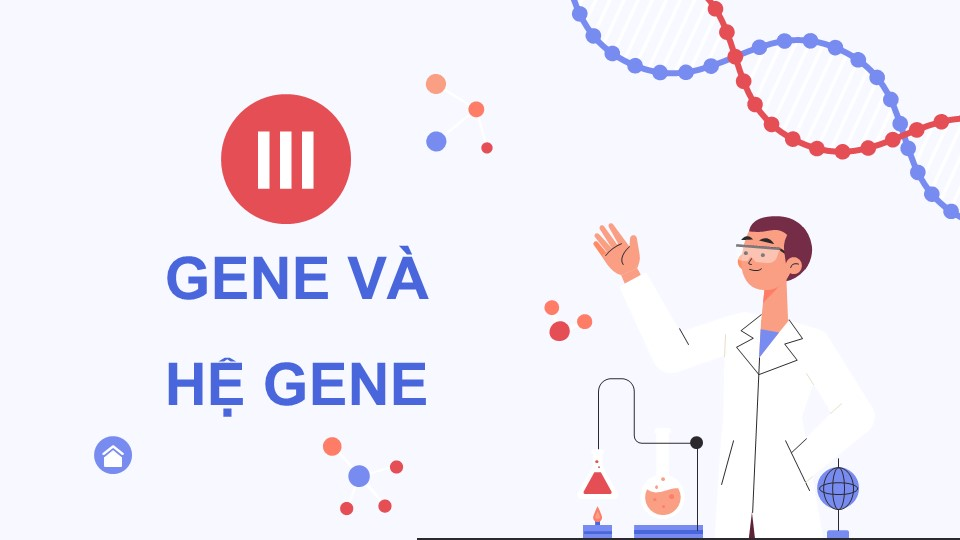 III
GENE VÀ
HỆ GENE